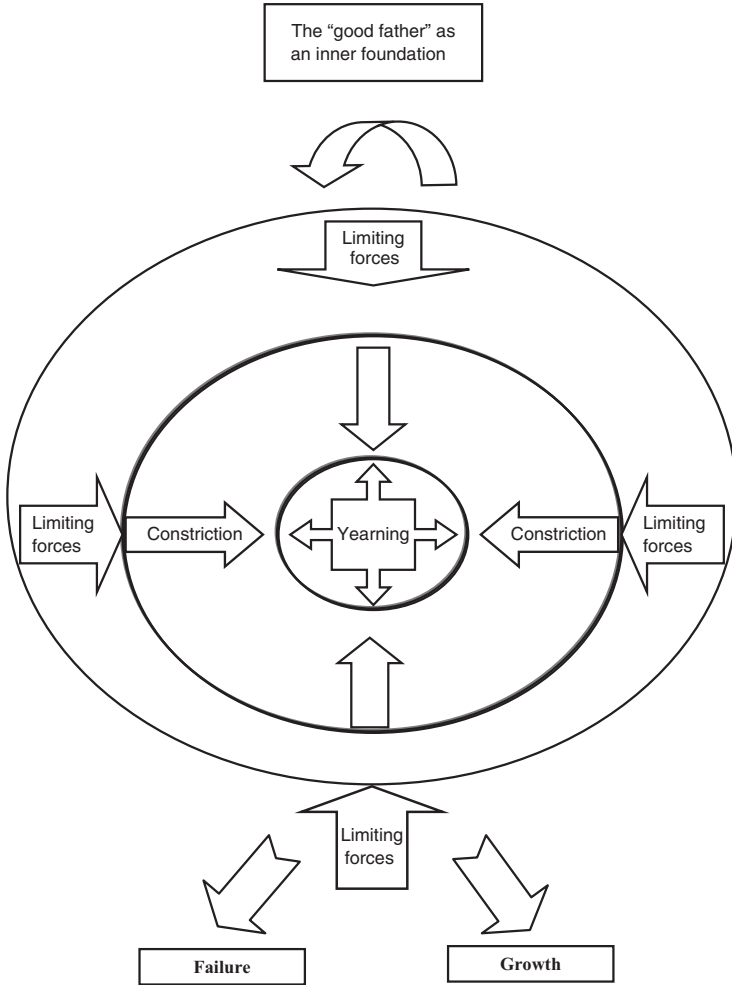 The “good father” as
an inner foundation
Limiting
forces
Limiting
forces
Constriction
Yearning
Constriction
Limiting
forces
Limiting
forces
Failure
Growth